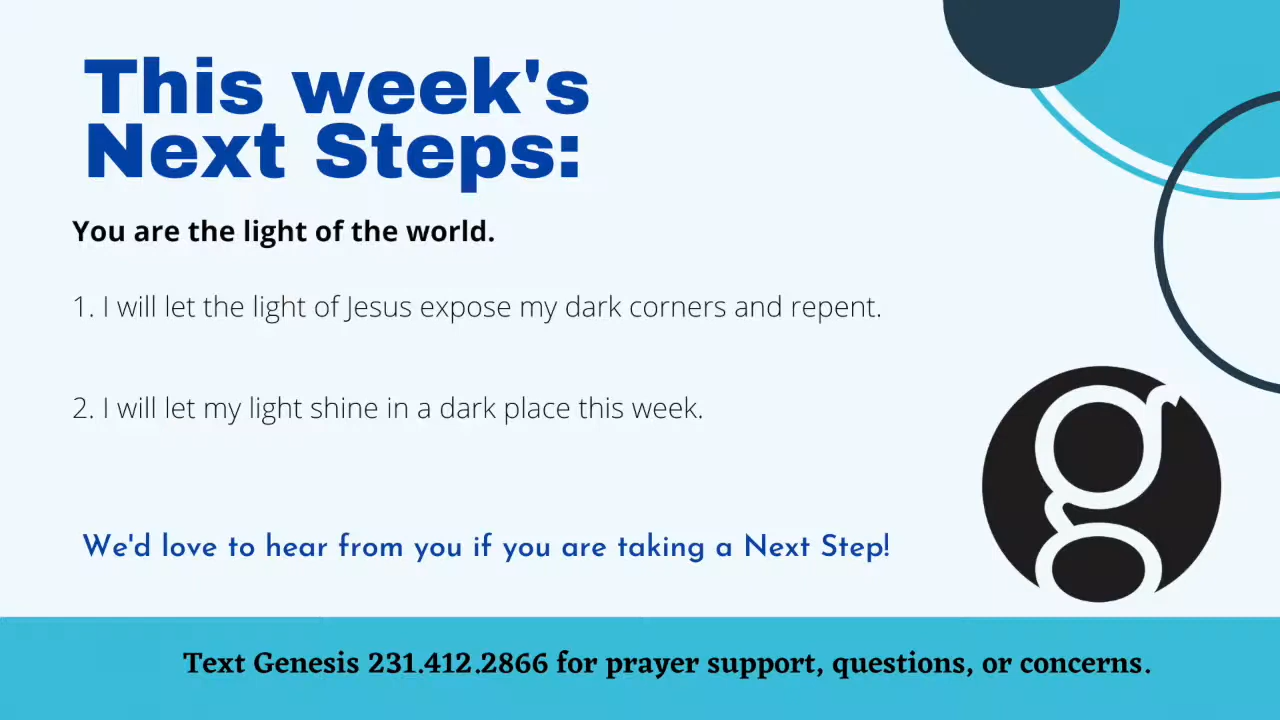 This week's
Next Steps:
You are the light of the world.
1. I will let the light of Jesus expose my dark corners and repent.
2. I will let my light shine in a dark place this week.
We'd love to hear from you if you are taking a Next Step!
g
Text Genesis 231.412.2866 for prayer support, questions, or concerns.